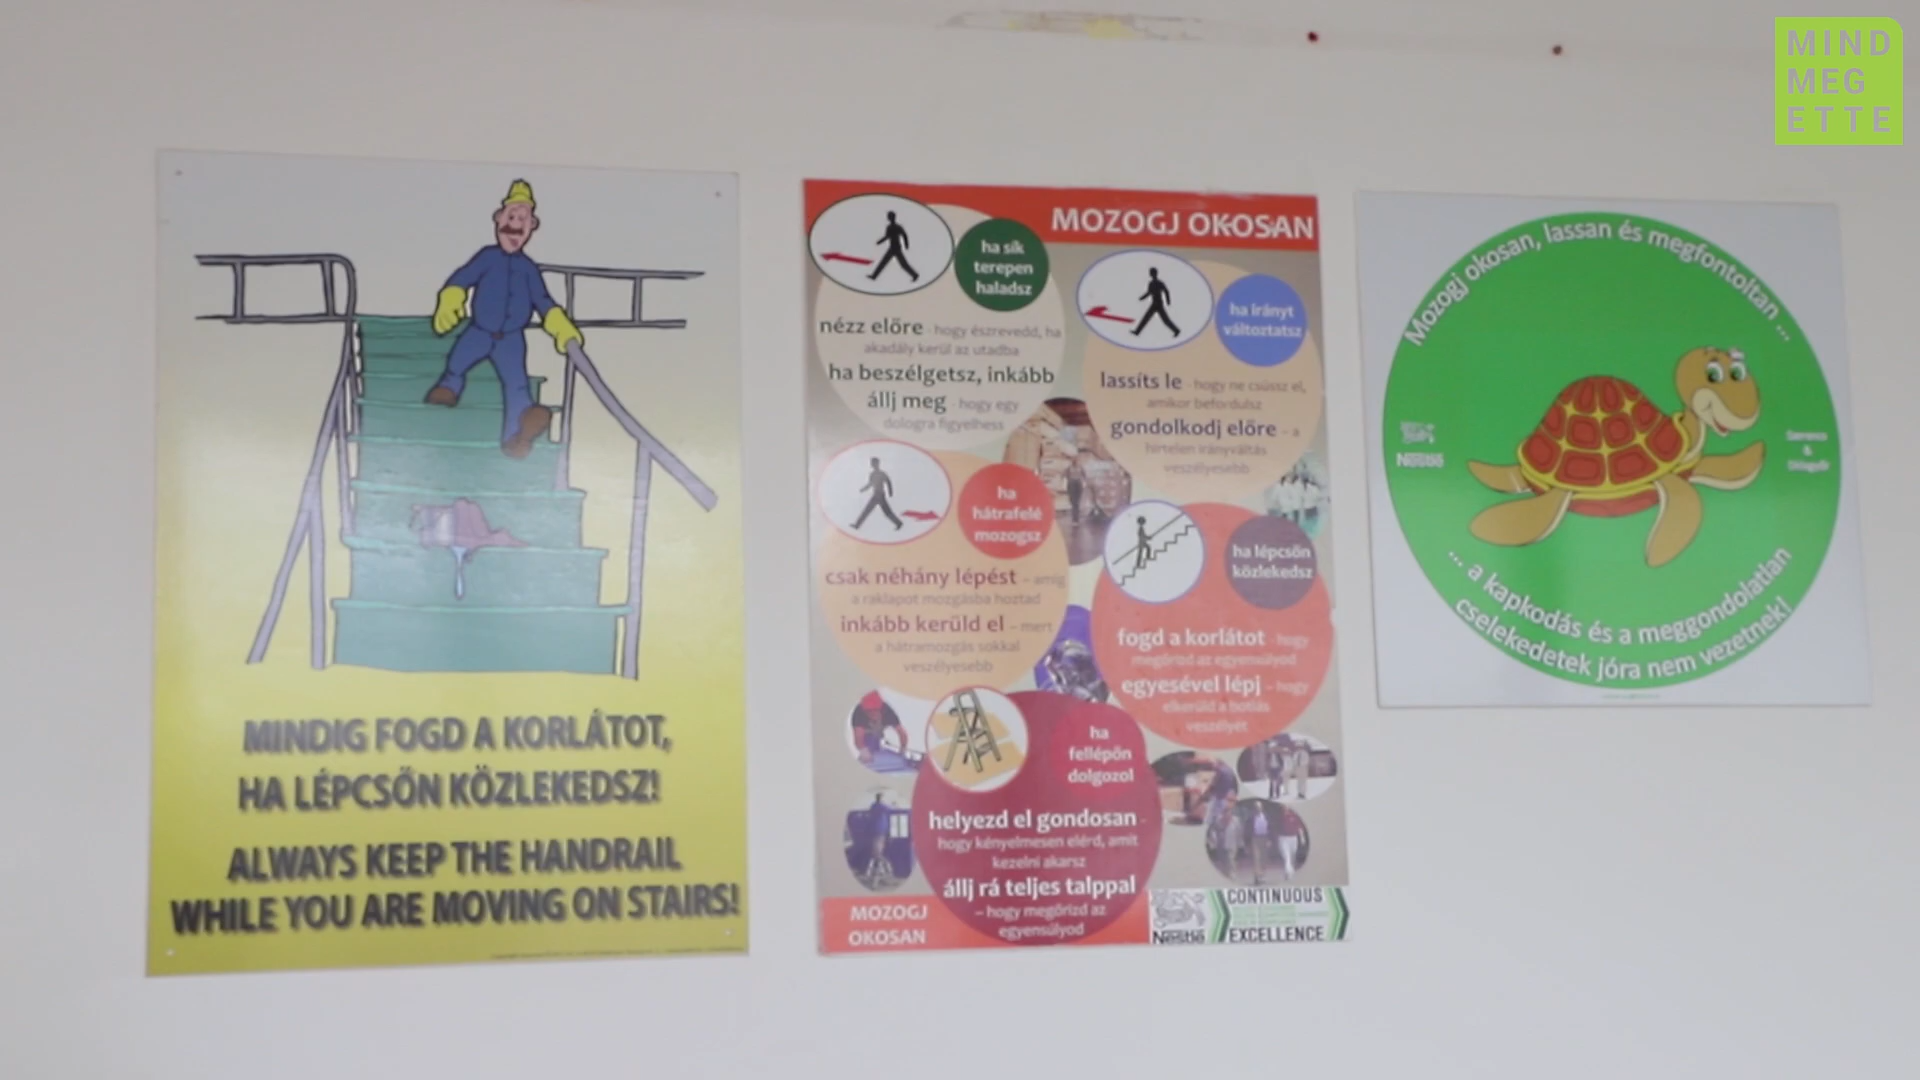 MINDIG FOGD A KORLÁTOT,
HA LÉPCSŐN KÖZLEKEDSZ!
ALWAYS KEEP THE HANDRAIL
WHILE YOU ARE MOVING ON STAIRS!
MOZOGJ OKOSAN
ha sík
terepen
haladsz
nézz előre - hogy észrevedd, ha
akadály kerül az utadba
ha beszélgetsz, inkább
állj meg - hogy egy
dologra figyelhess
ha irányt
változtatsz
lassíts le - hogy ne csússz el,
amikor befordulsz
gondolkodj előre - a
hirtelen irányváltás
veszélyesebb
ha
hátrafelé
mozogsz
csak néhány lépést - amíg
a raklapot mozgásba hoztad
inkább kerüld el - mert
a hátramozgás sokkal
veszélyesebb
ha lépcsőn
közlekedsz
fogd a korlátot - hogy
megőrizd az egyensúlyod
egyesével lépj - hogy
elkerüld a botlás
veszélyét
ha
fellépőn
dolgozol
helyezd el gondosan -
hogy kényelmesen elérd, amit
kezelni akarsz
állj rá teljes talppal
- hogy megőrizd az
egyensúlyod
MOZOGJ
OKOSAN
Nestlé
CONTINUOUS
EXCELLENCE
Mozogj okosan, lassan és megfontoltan ...
Nestlé
... a kapkodás és a meggondolatlan
cselekedetek jóra nem vezetnek!
MIND
MEG
ETTE